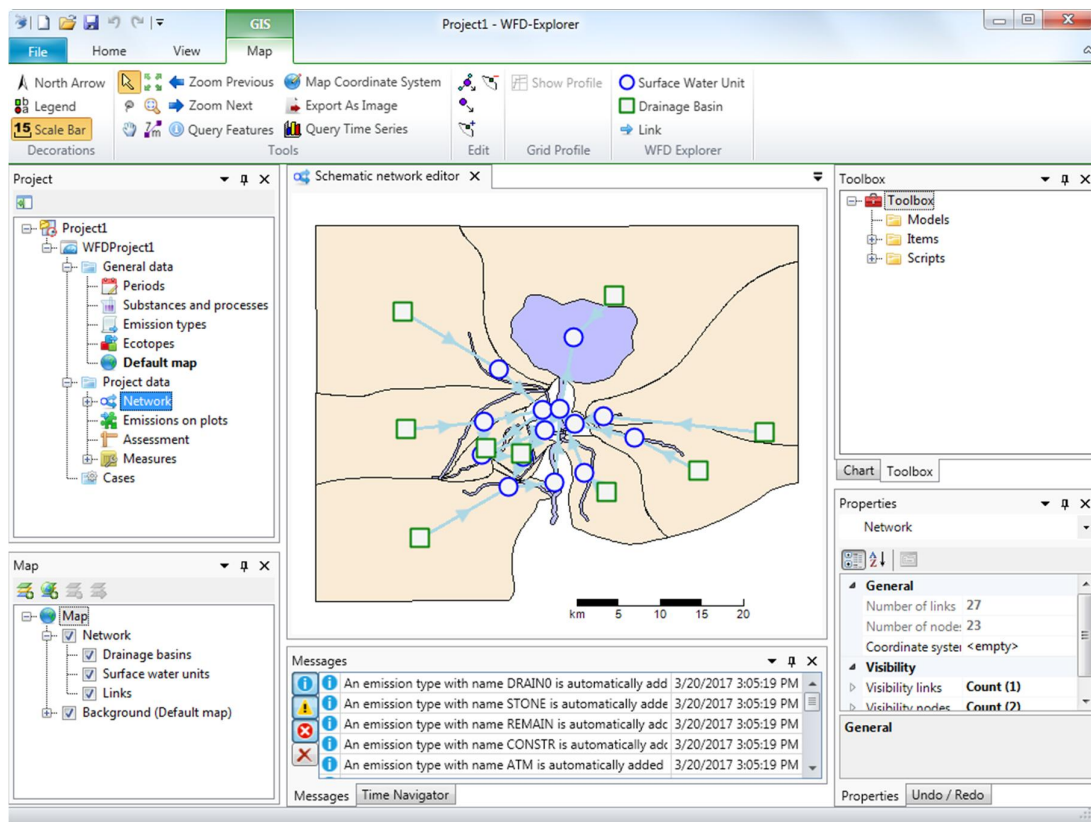 GIS
Project1 - WFD-Explorer
File Home View Map
North Arrow Zoom Previous Map Coordinate System Show Profile Surface Water Unit
Legend Zoom Next Export As Image Drainage Basin
15 Scale Bar Query Features Query Time Series Link
Decorations Tools Edit Grid Profile WFD Explorer
Project
Project1
WFDProject1
General data
Periods
Substances and processes
Emission types
Ecotopes
Default map
Project data
Network
Emissions on plots
Assessment
Measures
Cases
Map
Map
Network
Drainage basins
Surface water units
Links
Background (Default map)
Schematic network editor
km 5 10 15 20
Messages
An emission type with name DRAIN0 is automatically add 3/20/2017 3:05:19 PM
An emission type with name STONE is automatically adde 3/20/2017 3:05:19 PM
An emission type with name REMAIN is automatically adc 3/20/2017 3:05:19 PM
An emission type with name CONSTR is automatically adc 3/20/2017 3:05:19 PM
An emission type with name ATM is automatically added 3/20/2017 3:05:19 PM
Messages Time Navigator
Toolbox
Toolbox
Models
Items
Scripts
Chart Toolbox
Properties
Network
General
Number of links 27
Number of node: 23
Coordinate syster <empty>
Visibility
Visibility links Count (1)
Visibility nodes Count (2)
General
Properties Undo / Redo